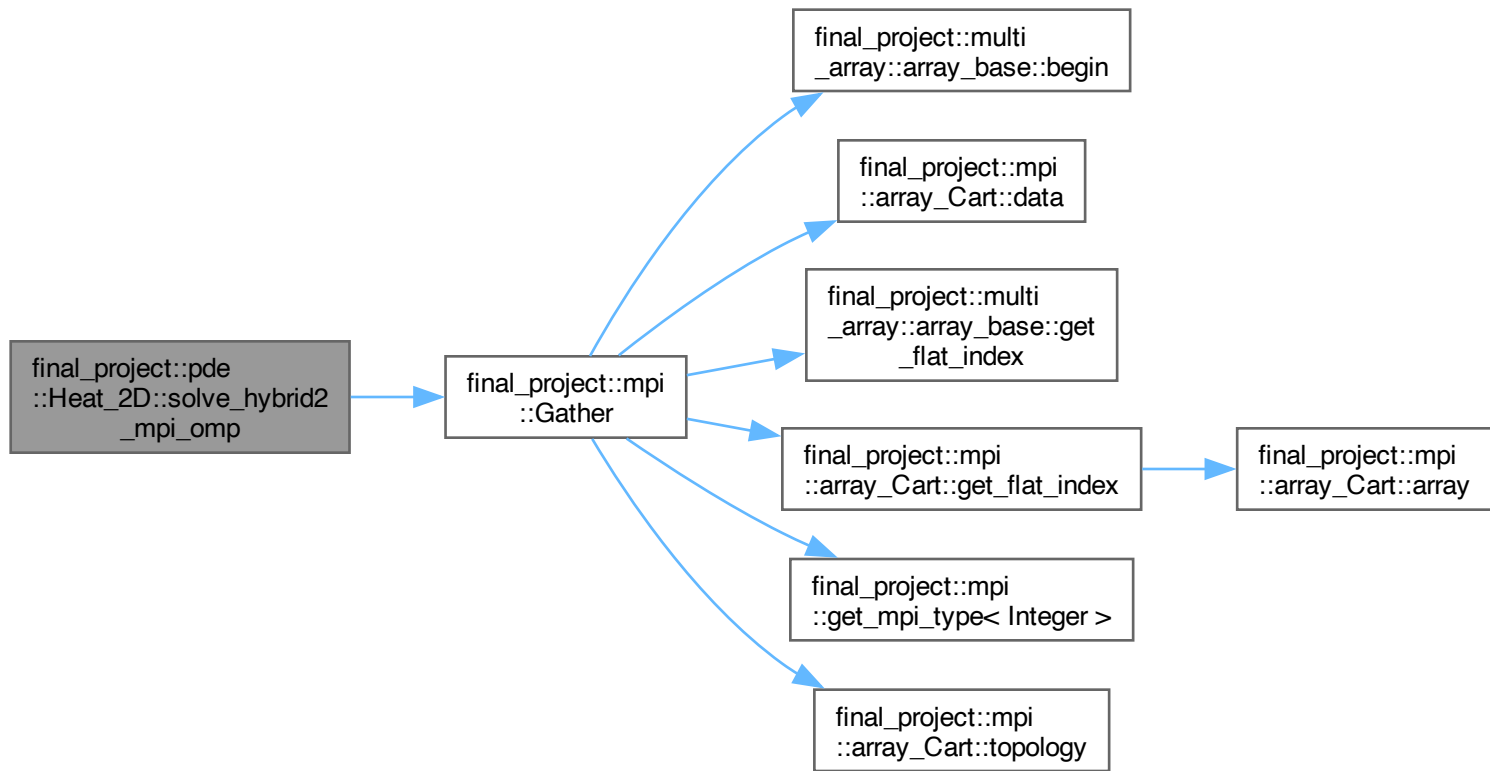 final_project::multi
_array::array_base::begin
final_project::mpi
::array_Cart::data
final_project::multi
_array::array_base::get
_flat_index
final_project::pde
::Heat_2D::solve_hybrid2
_mpi_omp
final_project::mpi
::Gather
final_project::mpi
::array_Cart::get_flat_index
final_project::mpi
::array_Cart::array
final_project::mpi
::get_mpi_type< Integer >
final_project::mpi
::array_Cart::topology